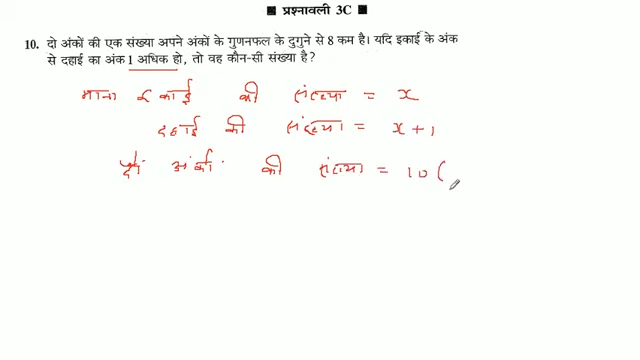 ■ प्रश्नावली 3C ■
10. दो अंकों की एक संख्या अपने अंकों के गुणनफल के दुगुने से 8 कम है। यदि इकाई के अंक
से दहाई का अंक 1 अधिक हो, तो वह कौन-सी संख्या है?
माना इकाई की संख्या = x
दहाई की संख्या = x + 1
दो अंको की संख्या = 10 (